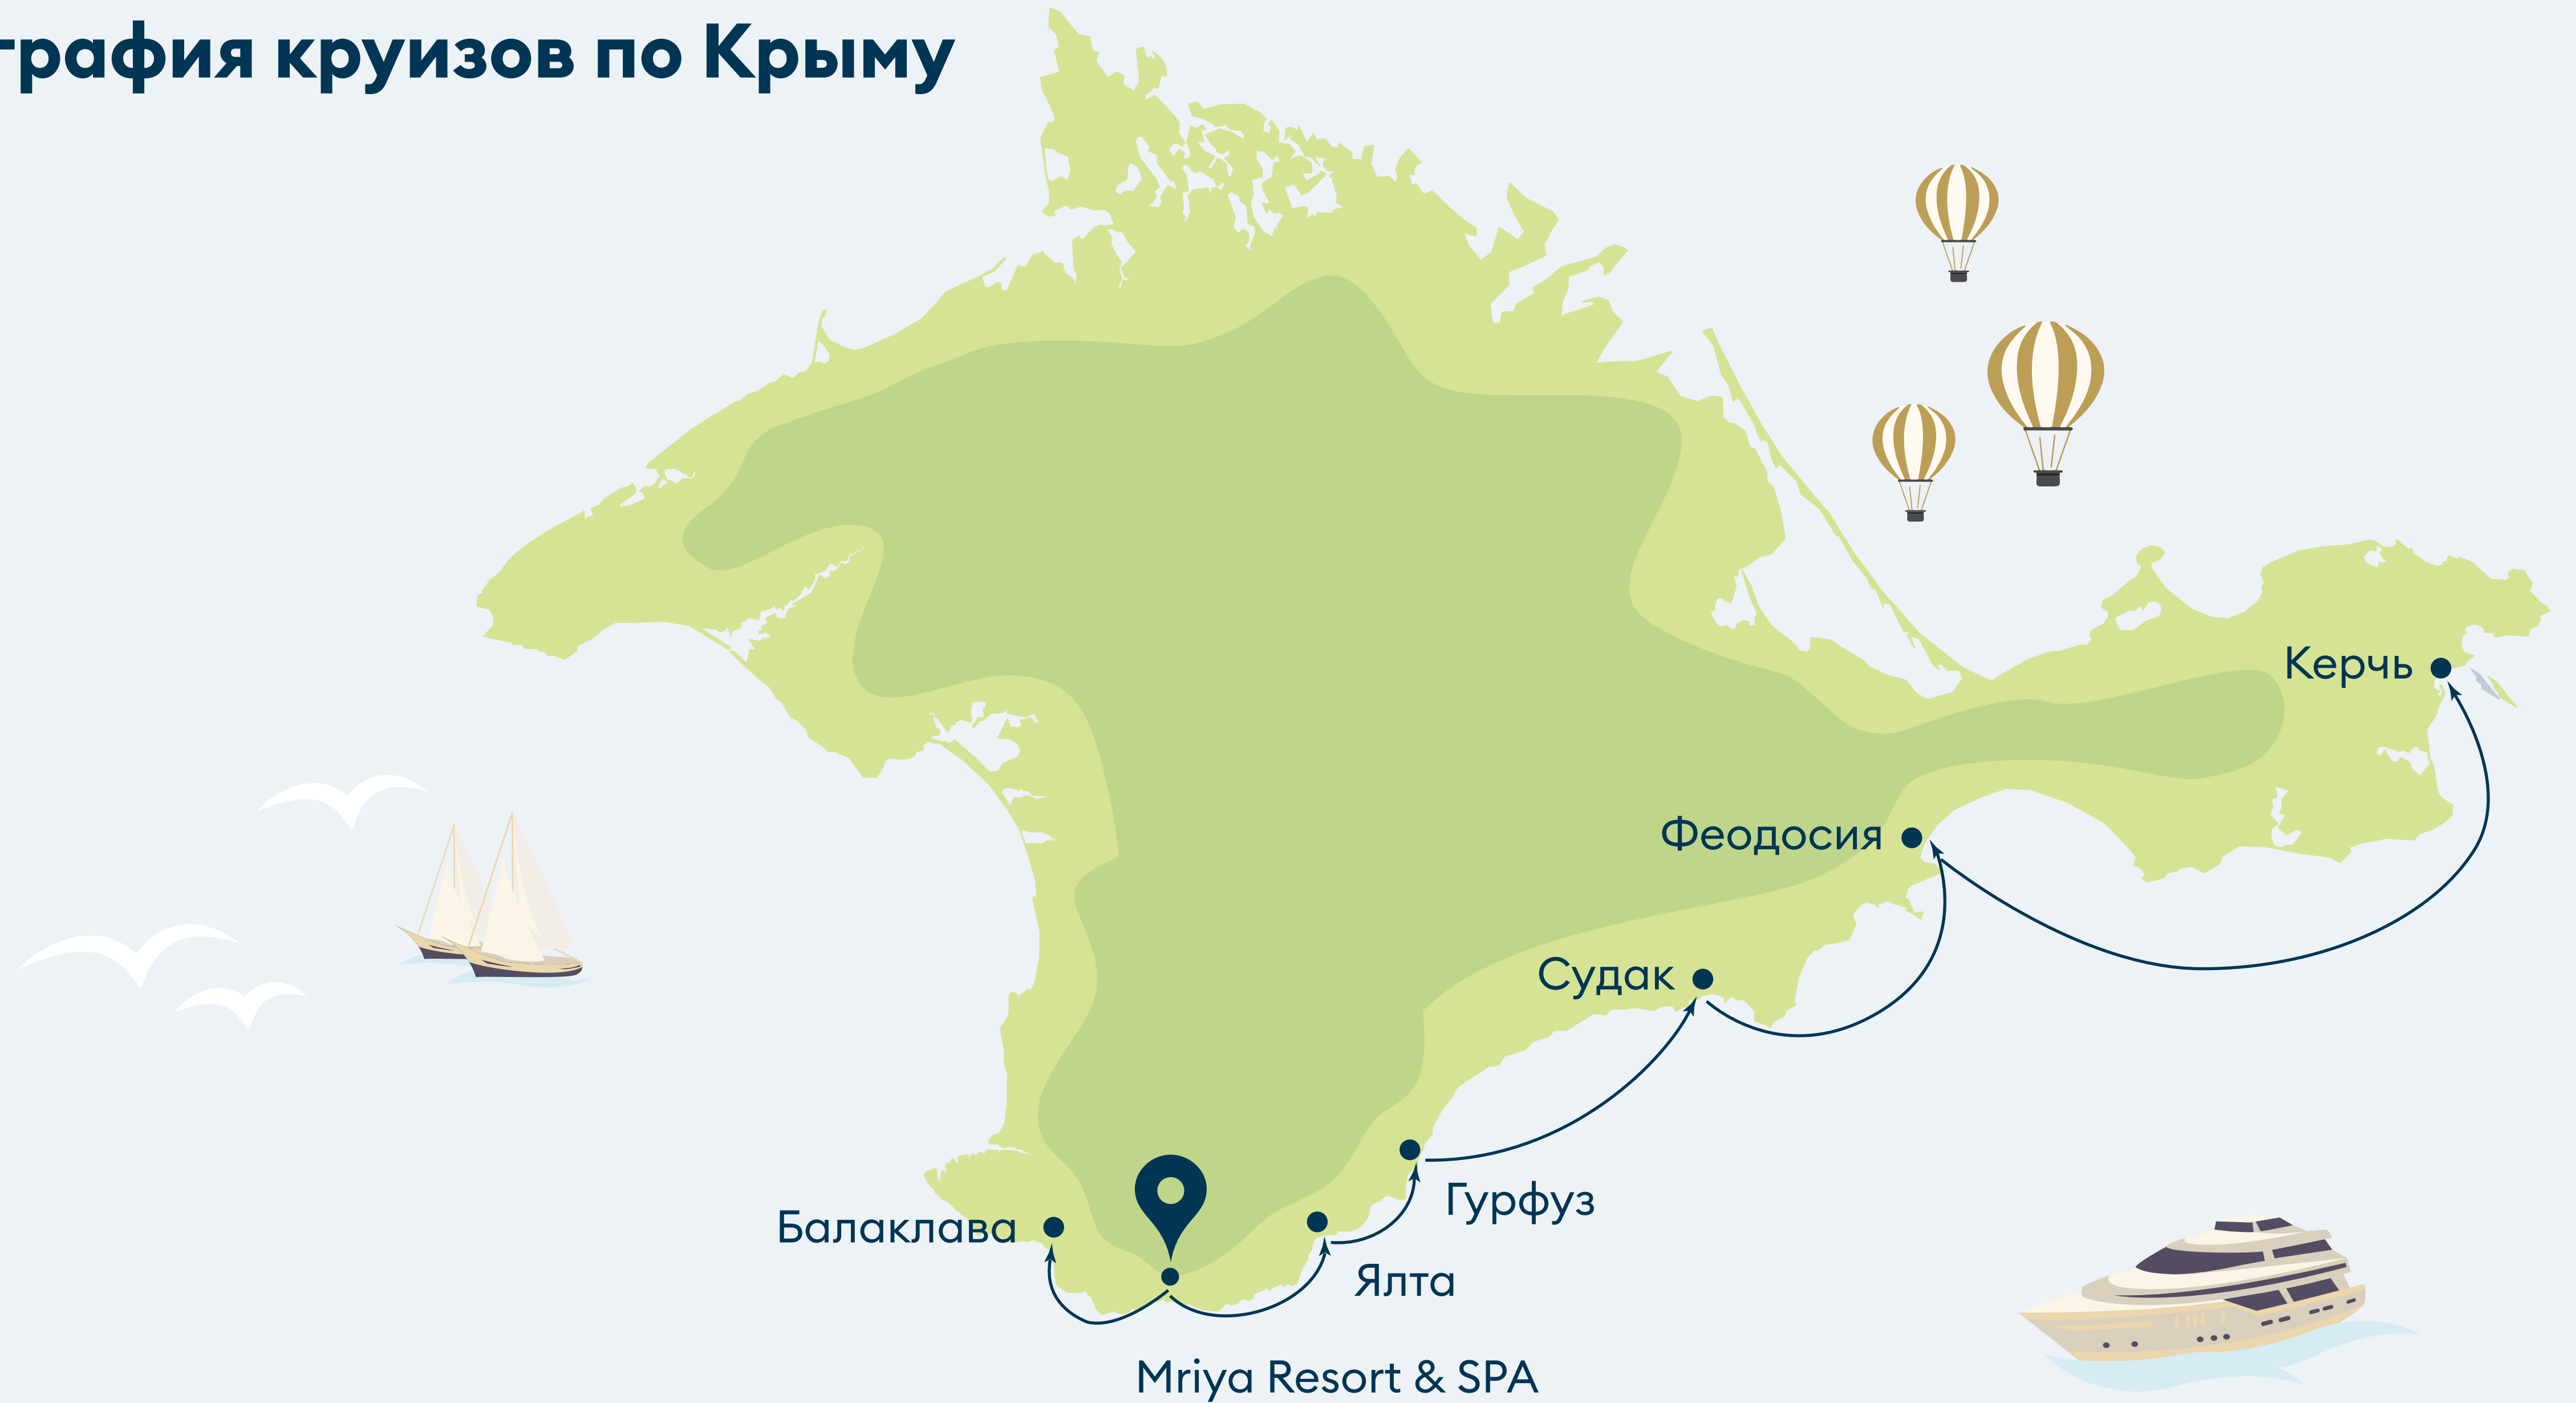 графия круизов по Крыму
Керчь
Феодосия
Судак
Гурфуз
Балаклава
Ялта
Mriya Resort & SPA